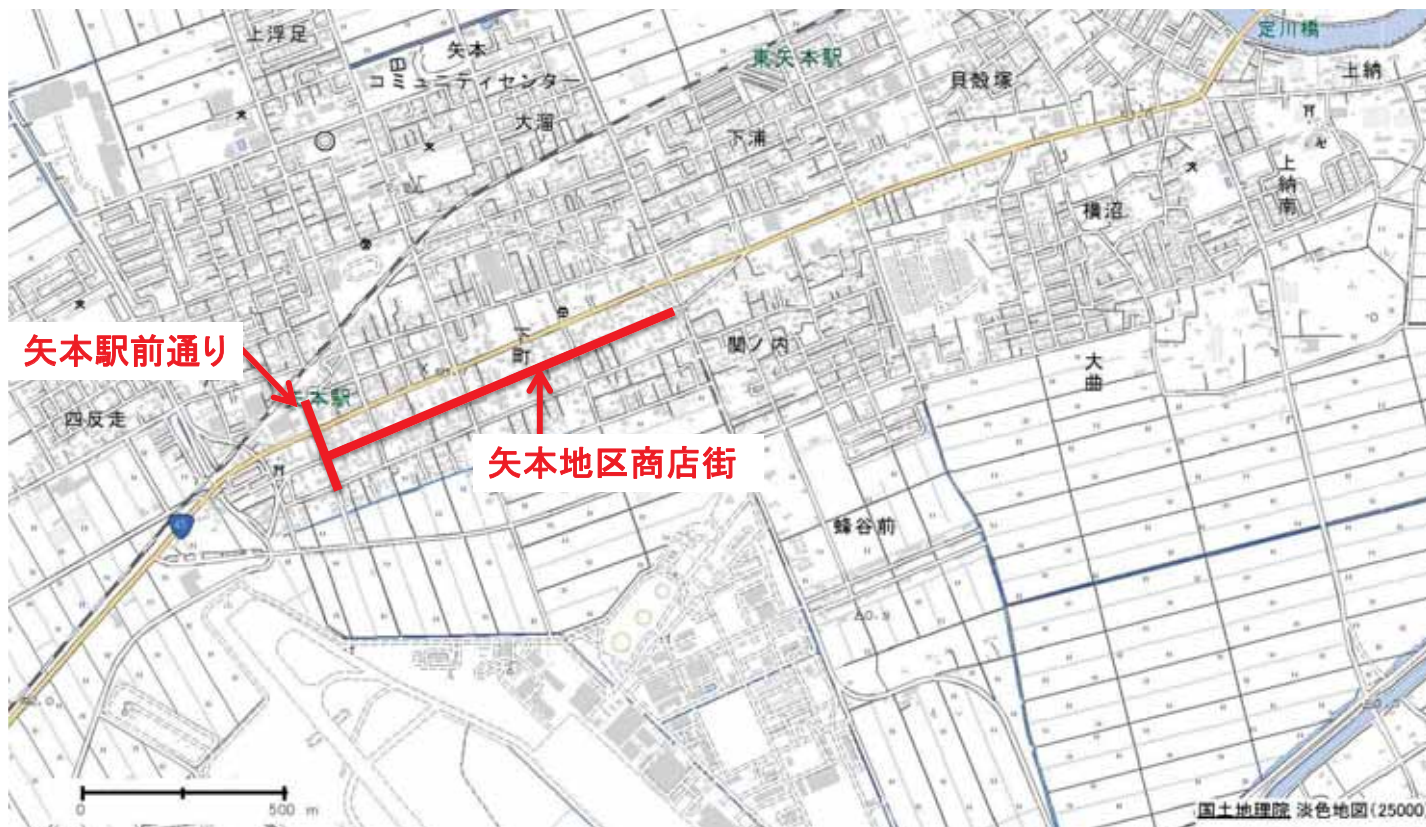 上浮足
矢本
コミュニティセンター
東矢本駅
定川橋
上納
貝殻塚
大溜
下浦
上納南
横沼
矢本駅前通り
下町
関ノ内
大曲
矢本駅
四反走
矢本地区商店街
蜂谷前
0 500 m
国土地理院 淡色地図(25000